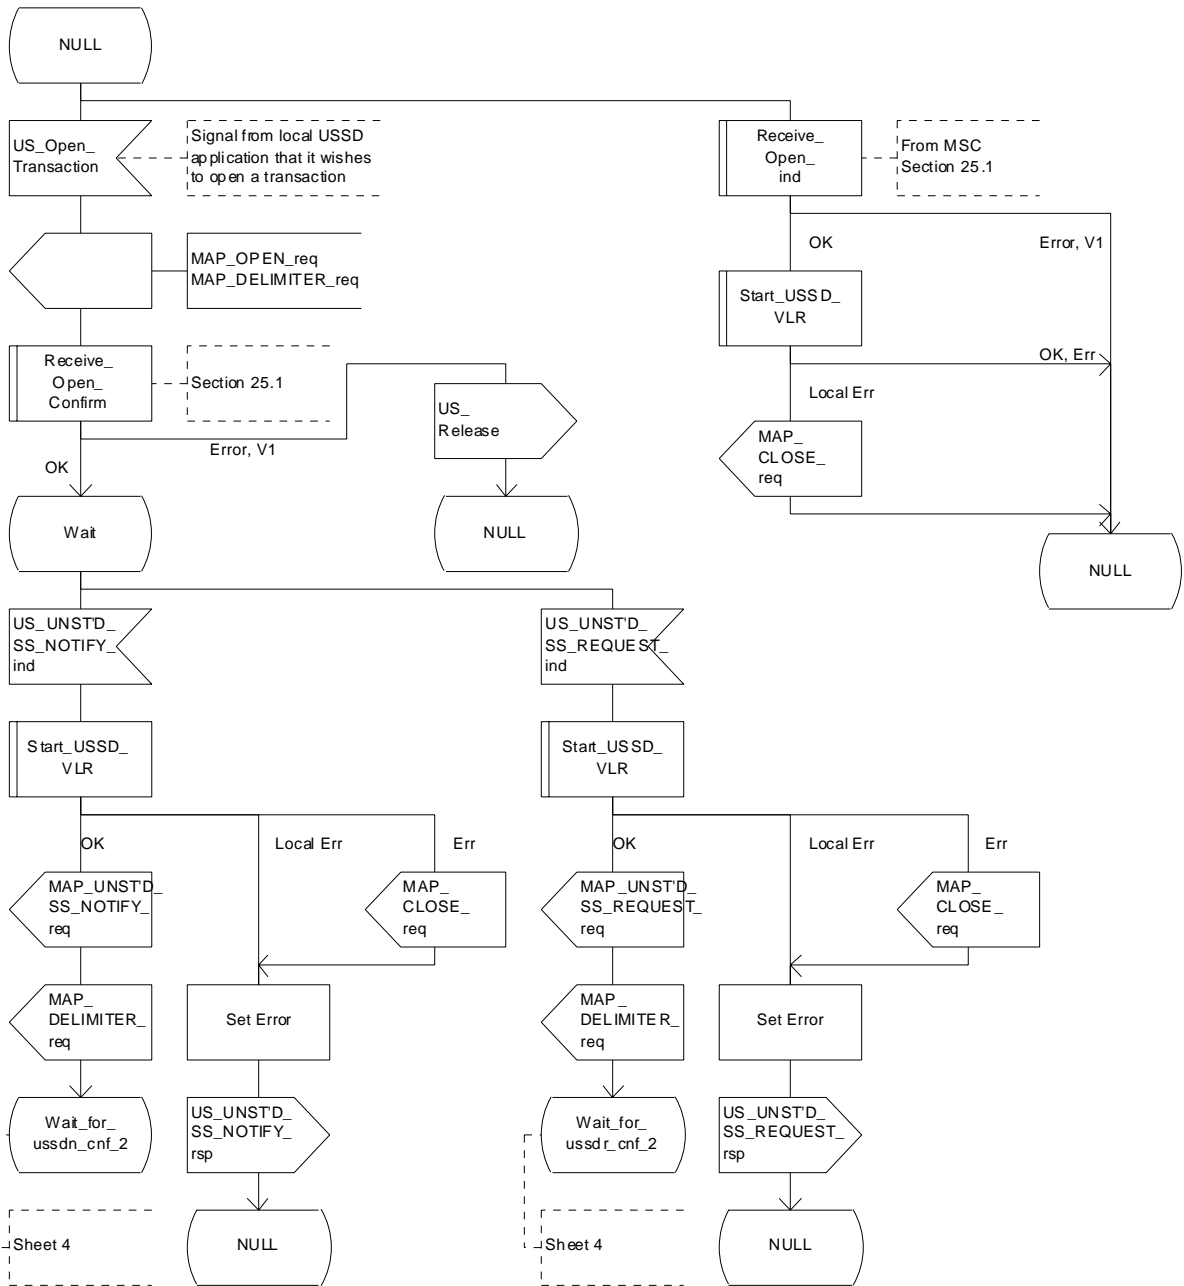 NULL
US_Open_
Transaction
Signal from local USSD
application that it wishes
to open a transaction
Receive_
Open_
ind
From MSC
Section 25.1
MAP_OPEN_req
MAP_DELIMITER_req
OK
Error, V1
Start_USSD_
VLR
Receive_
Open_
Confirm
Section 25.1
OK, Err
Local Err
US_
Release
Error, V1
OK
MAP_
CLOSE_
req
Wait
NULL
NULL
US_UNST'D_
SS_NOTIFY_
ind
US_UNST'D_
SS_REQUEST_
ind
Start_USSD_
VLR
Start_USSD_
VLR
OK
Local Err
Err
OK
Local Err
Err
MAP_UNST'D_
SS_NOTIFY_
req
MAP_
CLOSE_
req
MAP_UNST'D_
SS_REQUEST_
req
MAP_
CLOSE_
req
MAP_
DELIMITER_
req
Set Error
MAP_
DELIMITER_
req
Set Error
Wait_for_
ussdn_cnf_2
US_UNST'D_
SS_NOTIFY_
rsp
Wait_for_
ussdr_cnf_2
US_UNST'D_
SS_REQUEST_
rsp
Sheet 4
NULL
Sheet 4
NULL